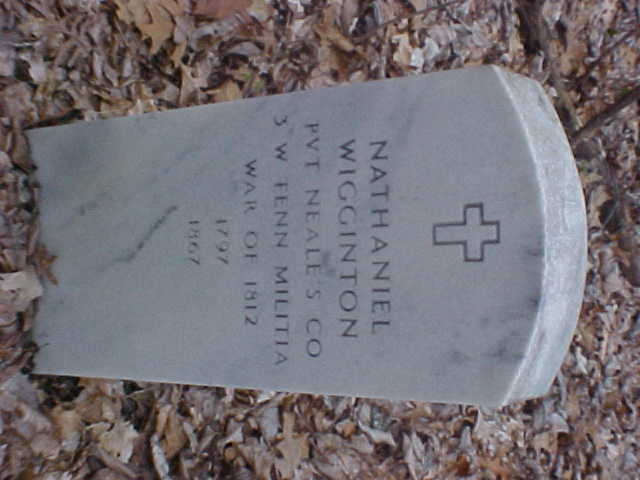 NATHANIEL
WIGGINTON
PVT NEALE'S CO
3 W TENN MILITIA
WAR OF 1812
1797
1867